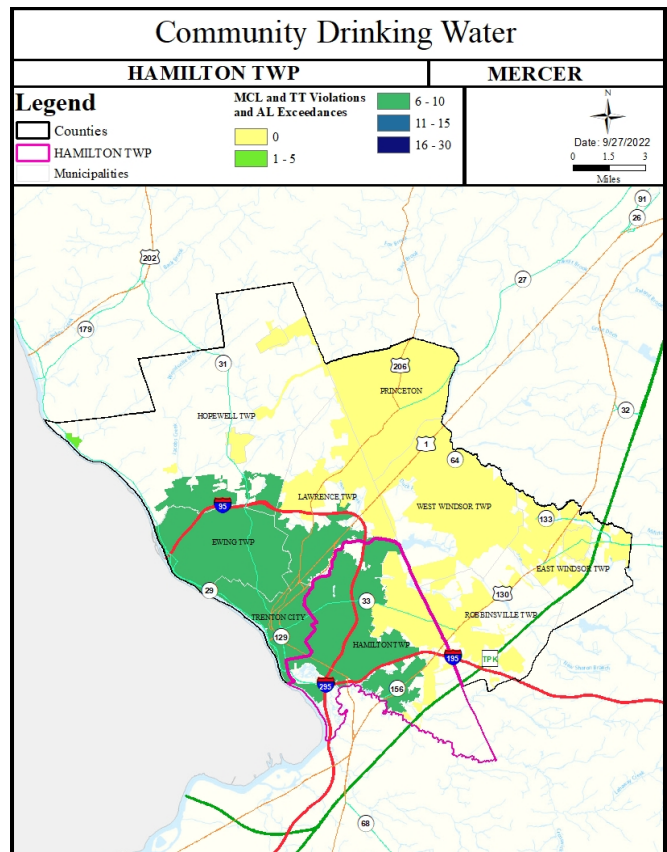 Community Drinking Water
HAMILTON TWP
MERCER
Legend
Counties
HAMILTON TWP
Municipalities
MCL and TT Violations
and AL Exceedances
0
1 - 5
6 - 10
11 - 15
16 - 30
N
Date: 9/27/2022
0 1.5 3
Miles
91
26
202
27
179
206
31
PRINCETON
32
HOPEWELL TWP
1
64
LAWRENCE TWP
95
WEST WINDSOR TWP
133
EWING TWP
EAST WINDSOR TWP
29
130
33
ROBBINSVILLE TWP
TRENTON CITY
129
HAMILTON TWP
195
TPK
295
156
68